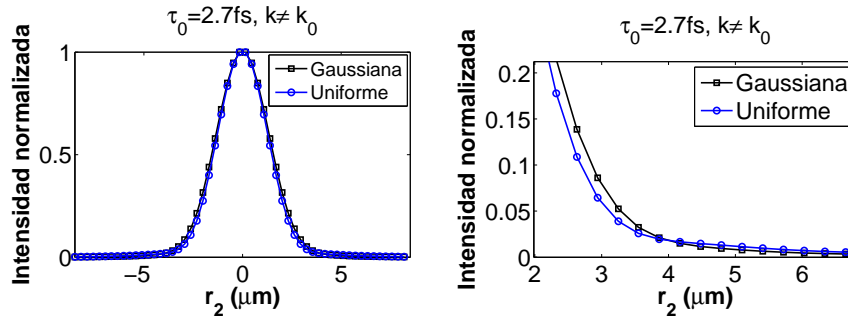 τ₀=2.7fs, k≠ k₀
Intensidad normalizada
1
0.5
0
−5
0
5
r₂ (μm)
Gaussiana
Uniforme
τ₀=2.7fs, k≠ k₀
Intensidad normalizada
0.2
0.15
0.1
0.05
0
2
3
4
5
6
r₂ (μm)
Gaussiana
Uniforme